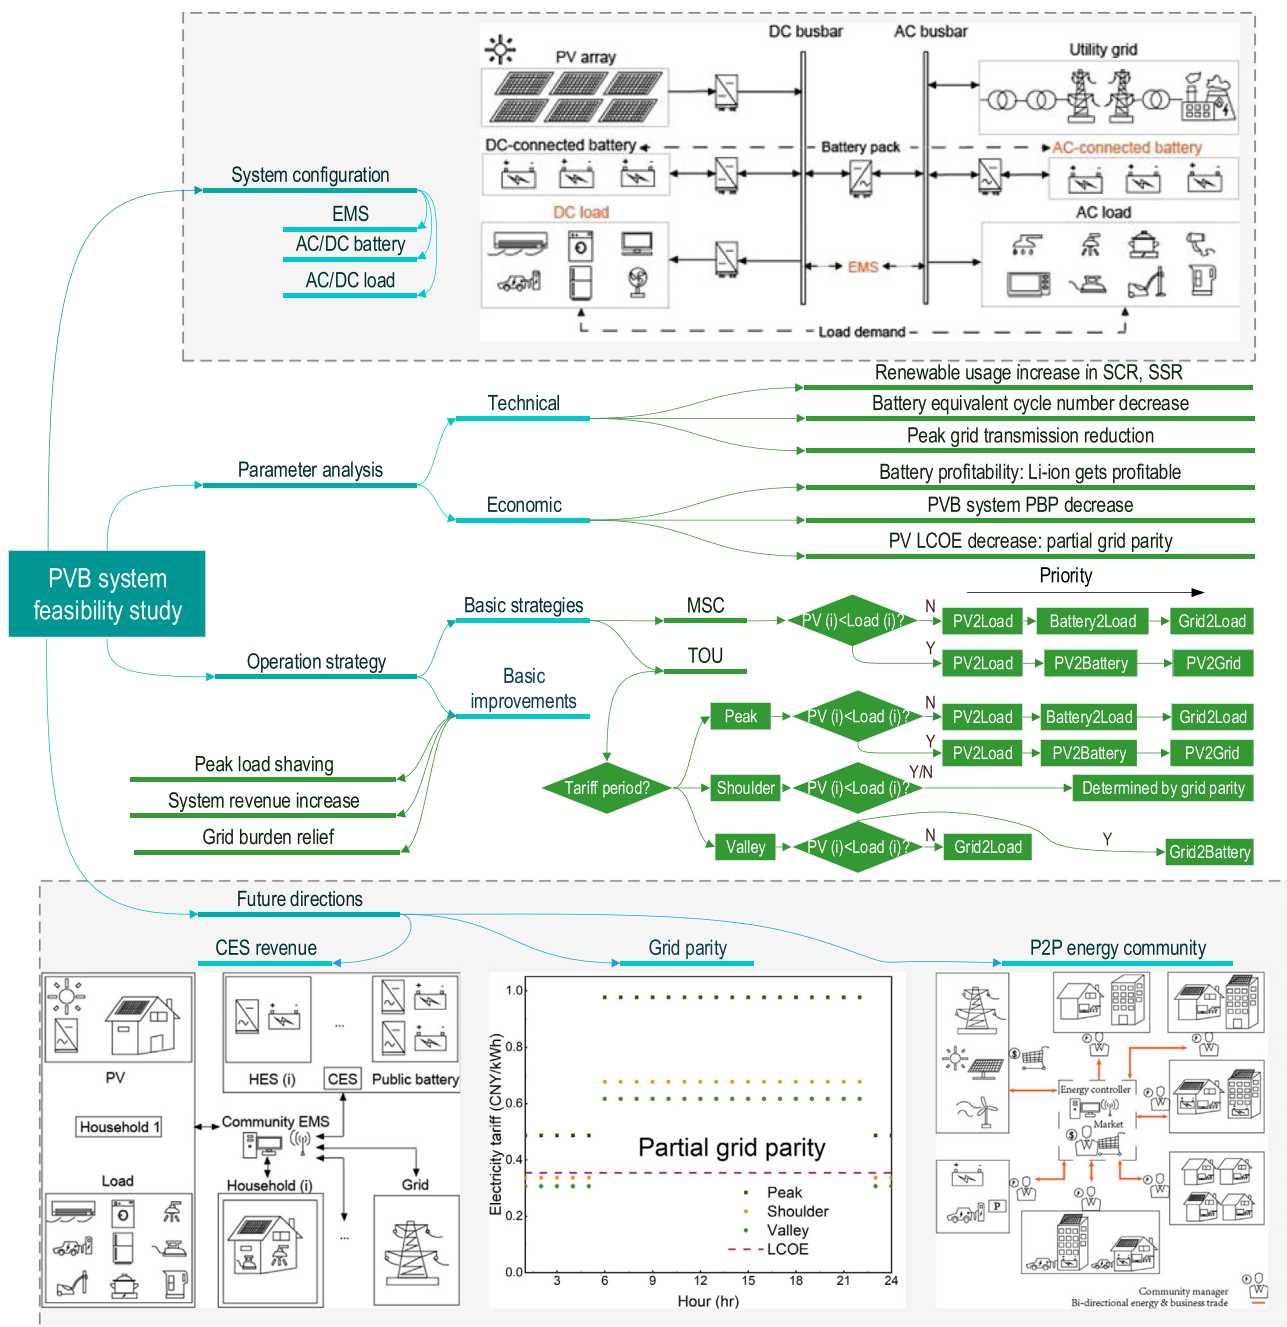 DC busbar
AC busbar
PV array
Utility grid
DC-connected battery
Battery pack
AC-connected battery
System configuration
EMS
AC/DC battery
AC/DC load
DC load
AC load
EMS
Load demand
Renewable usage increase in SCR, SSR
Technical
Battery equivalent cycle number decrease
Peak grid transmission reduction
Parameter analysis
Battery profitability: Li-ion gets profitable
Economic
PVB system PBP decrease
PV LCOE decrease: partial grid parity
PVB system
feasibility study
Priority
Basic strategies
MSC
PV (i)<Load (i)?
N
PV2Load
Battery2Load
Grid2Load
Y
PV2Load
PV2Battery
PV2Grid
Operation strategy
TOU
Basic
improvements
Peak
PV (i)<Load (i)?
N
PV2Load
Battery2Load
Grid2Load
Y
PV2Load
PV2Battery
PV2Grid
Peak load shaving
System revenue increase
Grid burden relief
Tariff period?
Shoulder
PV (i)<Load (i)?
Y/N
Determined by grid parity
Valley
PV (i)<Load (i)?
N
Grid2Load
Y
Grid2Battery
Future directions
CES revenue
Grid parity
P2P energy community
PV
HES (i)
...
CES
Public battery
Household 1
Community EMS
Load
Household (i)
Grid
...
Electricity tariff (CNY/kWh)
1.0
0.8
0.6
0.4
0.2
0.0
Partial grid parity
Peak
Shoulder
Valley
LCOE
3
6
9
12
15
18
21
24
Hour (hr)
$
Energy controller
Market
$
P
Community manager
Bi-directional energy & business trade